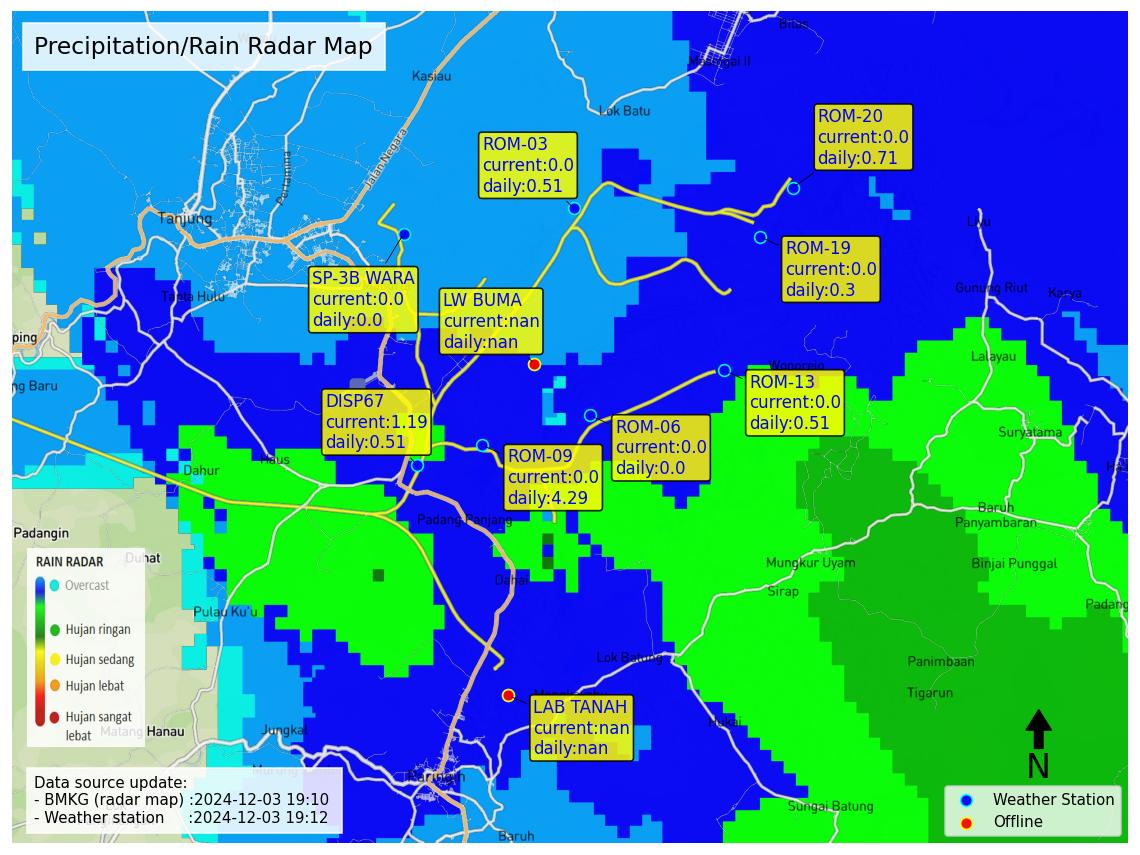 Precipitation/Rain Radar Map
Bilas
Masingai II
Kasiau
Lok Batu
ROM-20
current:0.0
daily:0.71
ROM-03
current:0.0
daily:0.51
Jalan Negara
Pertamina
Tanjung
Liyu
ROM-19
current:0.0
daily:0.3
SP-3B WARA
current:0.0
daily:0.0
LW BUMA
current:nan
daily:nan
Tanta Hulu
Gunung Riut
Karya
ping
Lalayau
Wonorejo
ng Baru
ROM-13
current:0.0
daily:0.51
DISP67
current:1.19
daily:0.51
ROM-06
current:0.0
daily:0.0
Suryatama
ROM-09
current:0.0
daily:4.29
Haus
Dahur
Baruh
Panyambaran
Padang Panjang
Padangin
Duhat
Mungkur Uyam
Binjai Punggal
Dahai
Sirap
Padang
Pulau Ku'u
RAIN RADAR
Overcast
Hujan ringan
Hujan sedang
Hujan lebat
Hujan sangat
lebat
Lok Batung
Panimbaan
Tigarun
LAB TANAH
current:nan
daily:nan
Hukai
Matang Hanau
Jungkal
Murung
Paringin
N
Data source update:
- BMKG (radar map) :2024-12-03 19:10
- Weather station :2024-12-03 19:12
Sungai Batung
Baruh
Weather Station
Offline